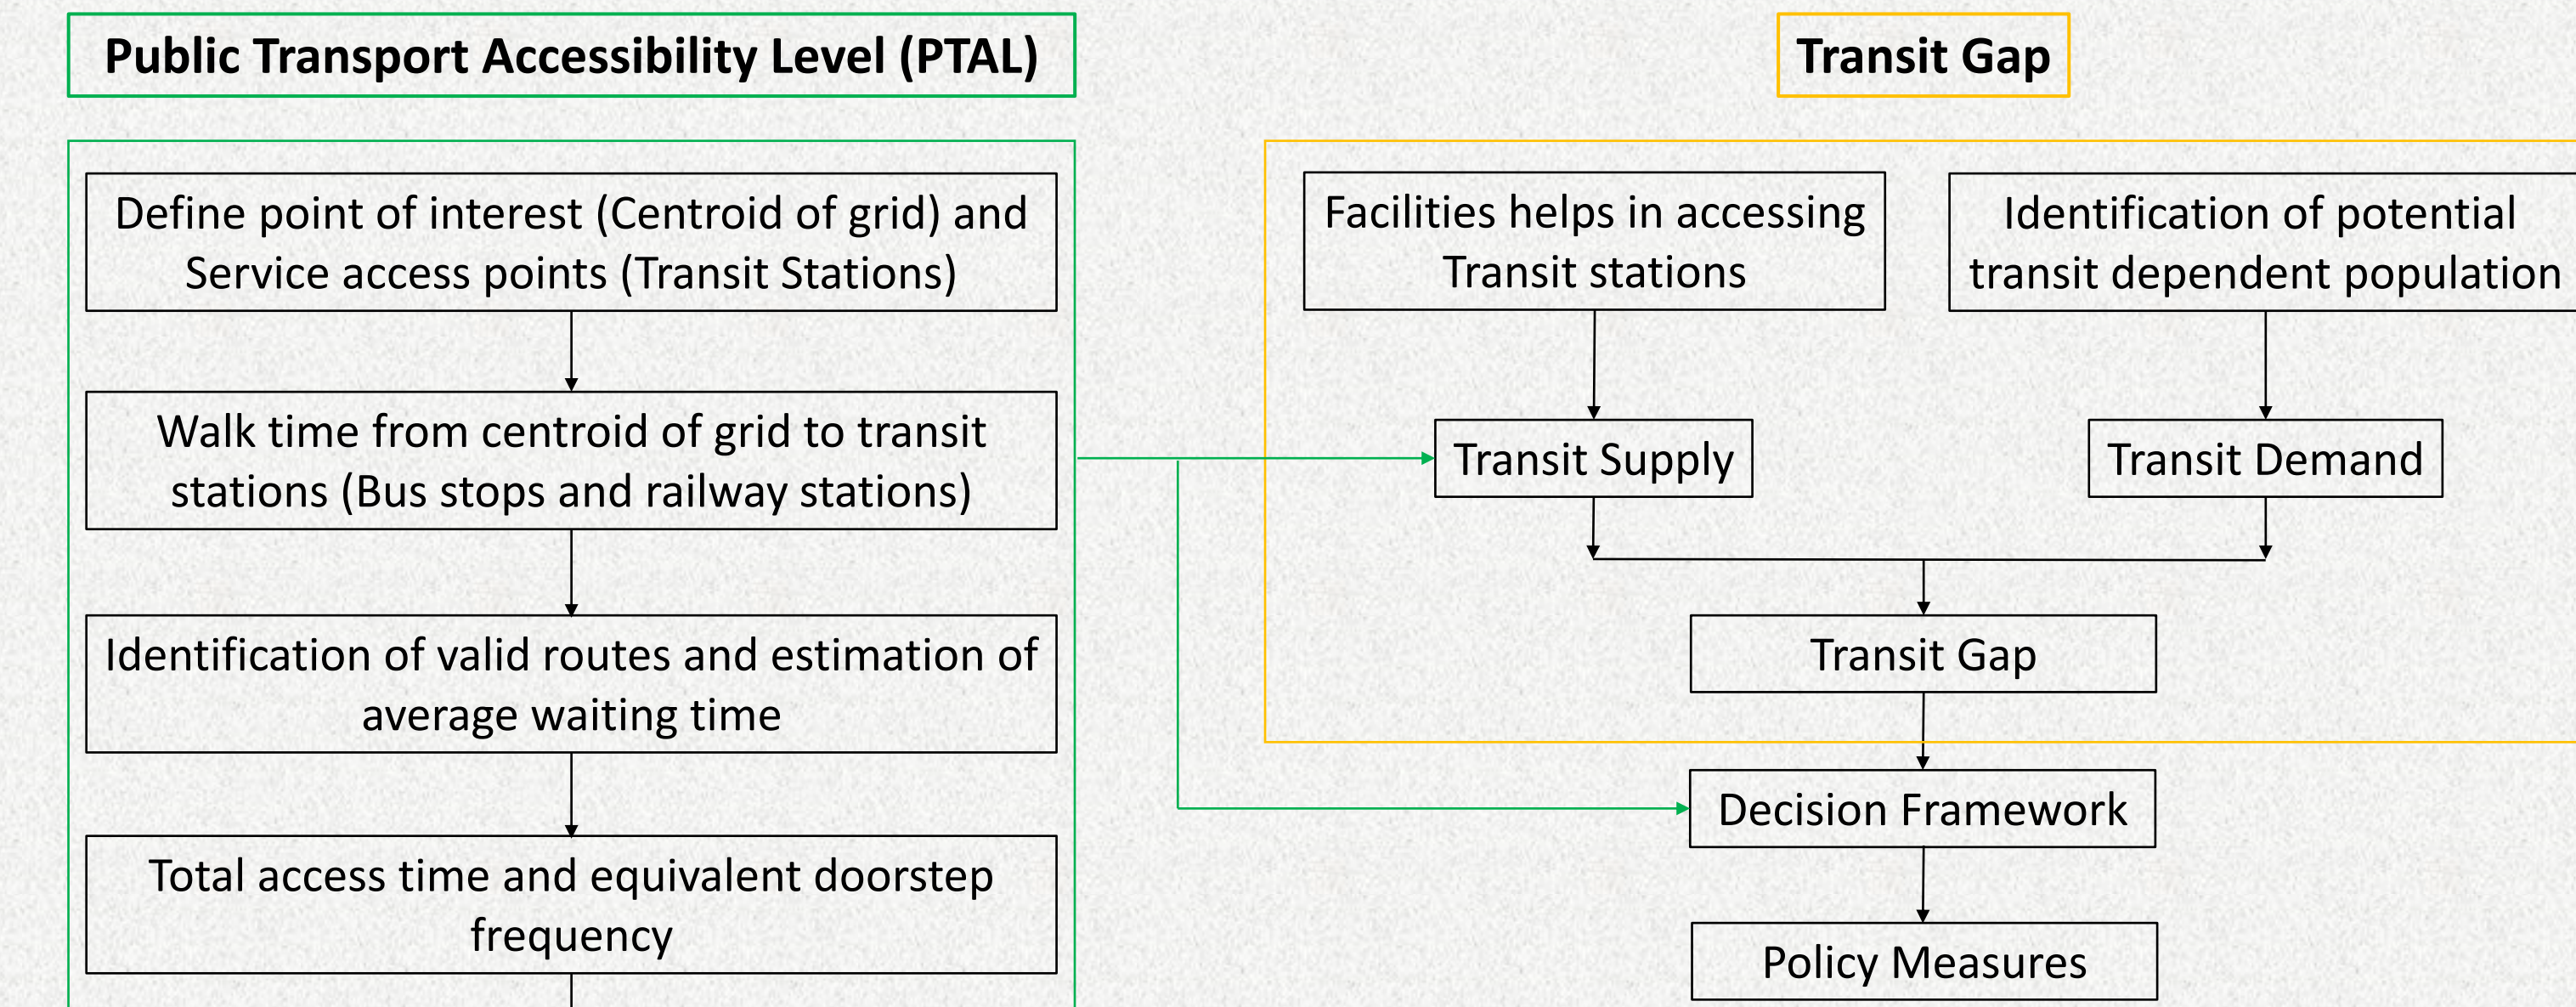 Public Transport Accessibility Level (PTAL)
Define point of interest (Centroid of grid) and
Service access points (Transit Stations)
Walk time from centroid of grid to transit
stations (Bus stops and railway stations)
Identification of valid routes and estimation of
average waiting time
Total access time and equivalent doorstep
frequency
Transit Gap
Facilities helps in accessing
Transit stations
Identification of potential
transit dependent population
Transit Supply
Transit Demand
Transit Gap
Decision Framework
Policy Measures